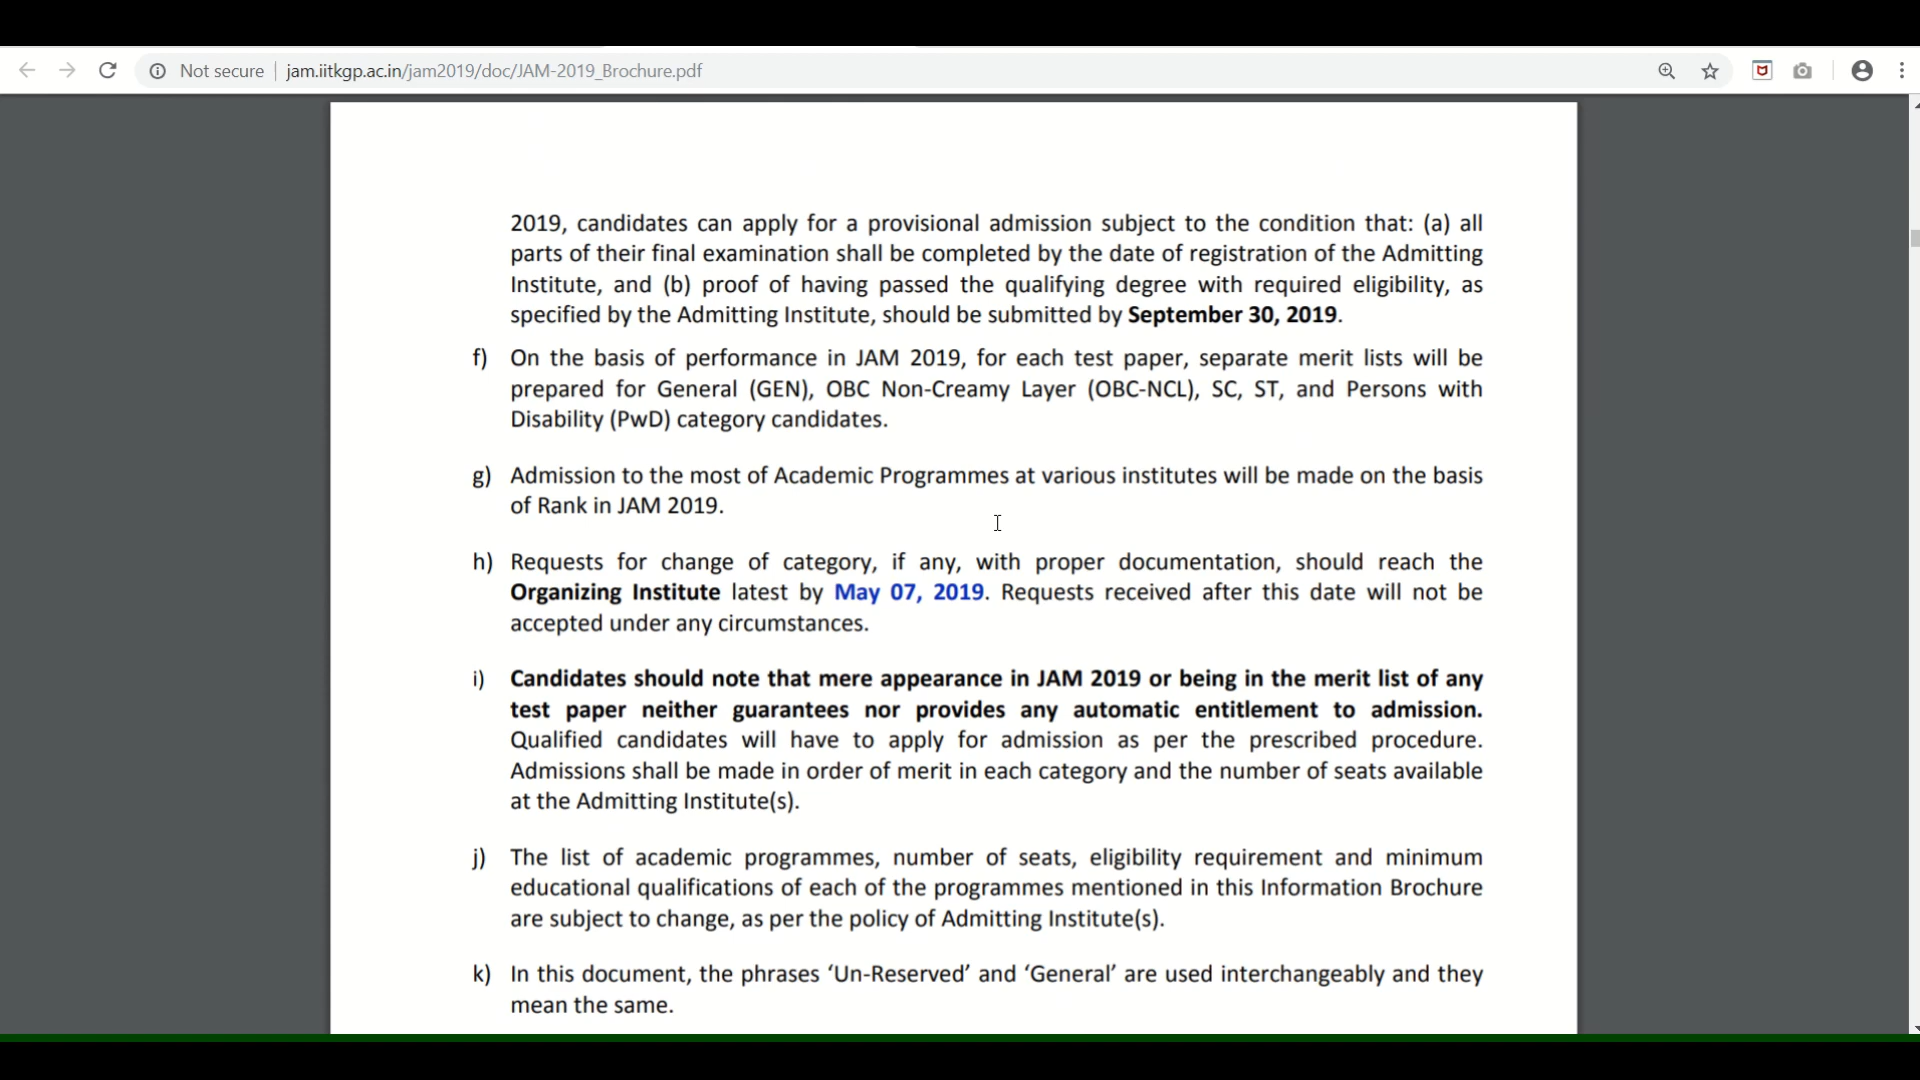 Not secure jam.iitkgp.ac.in/jam2019/doc/JAM-2019_Brochure.pdf
2019, candidates can apply for a provisional admission subject to the condition that: (a) all
parts of their final examination shall be completed by the date of registration of the Admitting
Institute, and (b) proof of having passed the qualifying degree with required eligibility, as
specified by the Admitting Institute, should be submitted by September 30, 2019.
f) On the basis of performance in JAM 2019, for each test paper, separate merit lists will be
prepared for General (GEN), OBC Non-Creamy Layer (OBC-NCL), SC, ST, and Persons with
Disability (PwD) category candidates.
g) Admission to the most of Academic Programmes at various institutes will be made on the basis
of Rank in JAM 2019.
h) Requests for change of category, if any, with proper documentation, should reach the
Organizing Institute latest by May 07, 2019. Requests received after this date will not be
accepted under any circumstances.
i) Candidates should note that mere appearance in JAM 2019 or being in the merit list of any
test paper neither guarantees nor provides any automatic entitlement to admission.
Qualified candidates will have to apply for admission as per the prescribed procedure.
Admissions shall be made in order of merit in each category and the number of seats available
at the Admitting Institute(s).
j) The list of academic programmes, number of seats, eligibility requirement and minimum
educational qualifications of each of the programmes mentioned in this Information Brochure
are subject to change, as per the policy of Admitting Institute(s).
k) In this document, the phrases ‘Un-Reserved’ and ‘General’ are used interchangeably and they
mean the same.